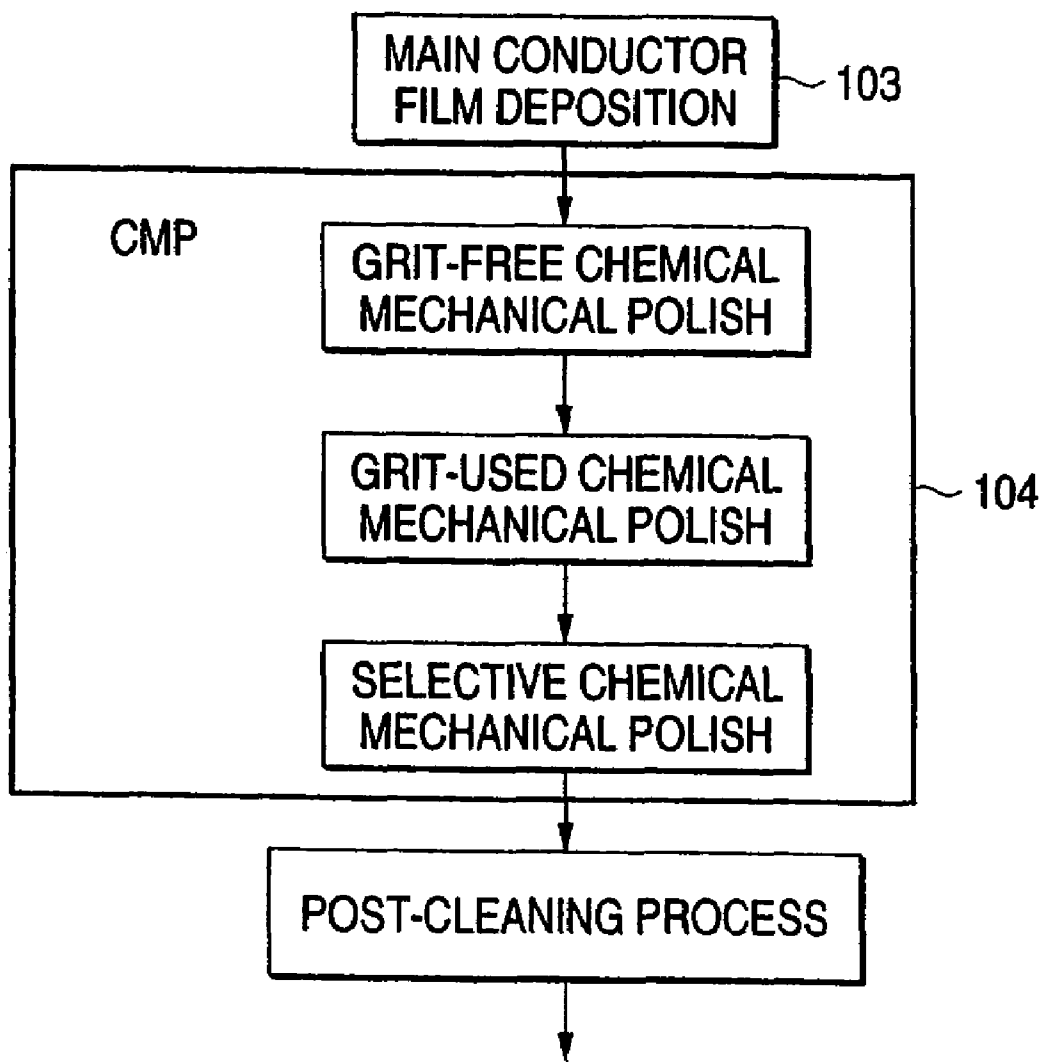 MAIN CONDUCTOR
FILM DEPOSITION
103
CMP
GRIT-FREE CHEMICAL
MECHANICAL POLISH
GRIT-USED CHEMICAL
MECHANICAL POLISH
104
SELECTIVE CHEMICAL
MECHANICAL POLISH
POST-CLEANING PROCESS